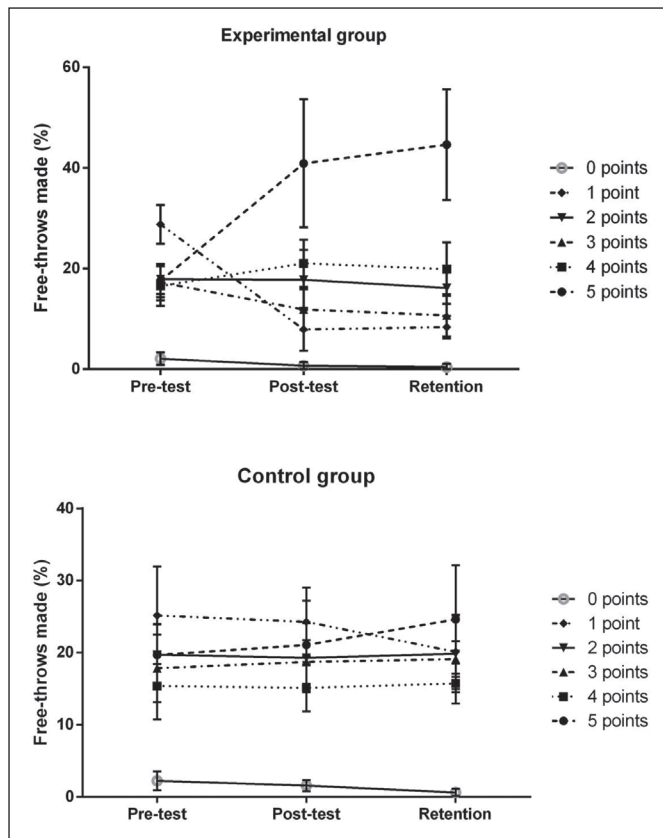 Experimental group
60
40
20
0
Free-throws made (%)
Pre-test Post-test Retention
0 points
1 point
2 points
3 points
4 points
5 points
Control group
40
30
20
10
0
Free-throws made (%)
Pre-test Post-test Retention
0 points
1 point
2 points
3 points
4 points
5 points